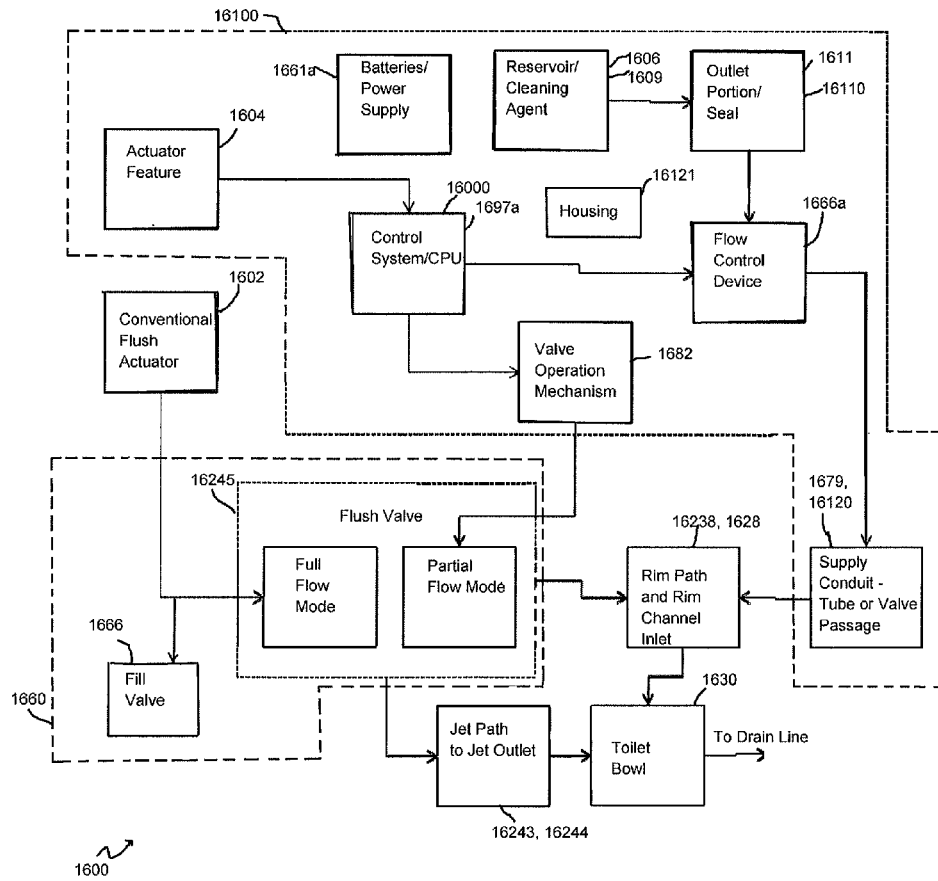 16100
1661a
Batteries/
Power
Supply
Reservoir/
Cleaning
Agent
1606
1609
Outlet
Portion/
Seal
1611
16110
1604
Actuator
Feature
16000
1697a
Control
System/CPU
16121
Housing
1666a
Flow
Control
Device
1602
Conventional
Flush
Actuator
Valve
Operation
Mechanism
1682
16245
Flush Valve
Full
Flow
Mode
Partial
Flow Mode
16238, 1628
Rim Path
and Rim
Channel
Inlet
1679,
16120
Supply
Conduit -
Tube or Valve
Passage
1666
Fill
Valve
1660
Jet Path
to Jet Outlet
16243, 16244
1630
Toilet
Bowl
To Drain Line
1600